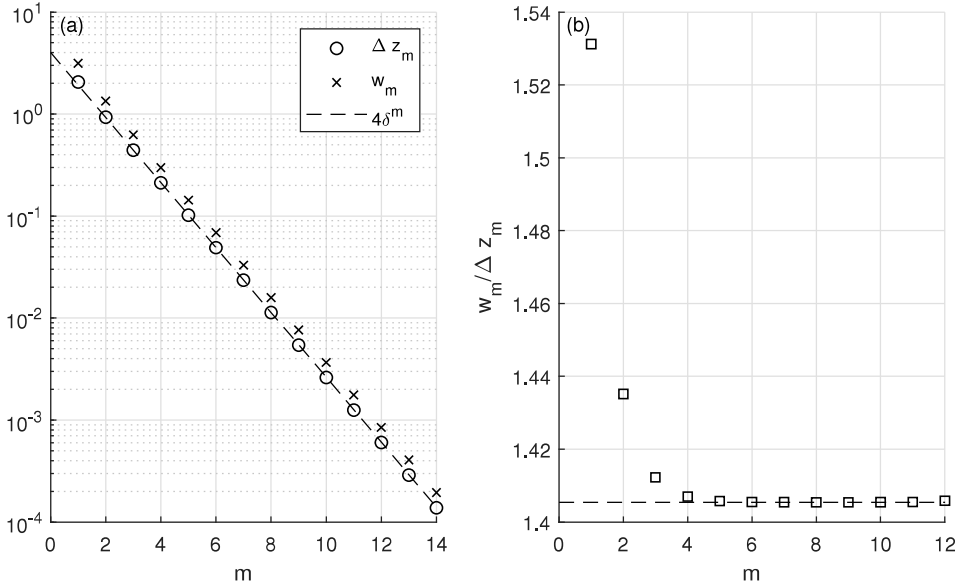 (a)
10^1
10^0
10^{-1}
10^{-2}
10^{-3}
10^{-4}
0 2 4 6 8 10 12 14
m
Δ z_m
w_m
4δ^m
(b)
1.54
1.52
1.5
1.48
1.46
1.44
1.42
1.4
0 2 4 6 8 10 12
m
w_m/Δ z_m